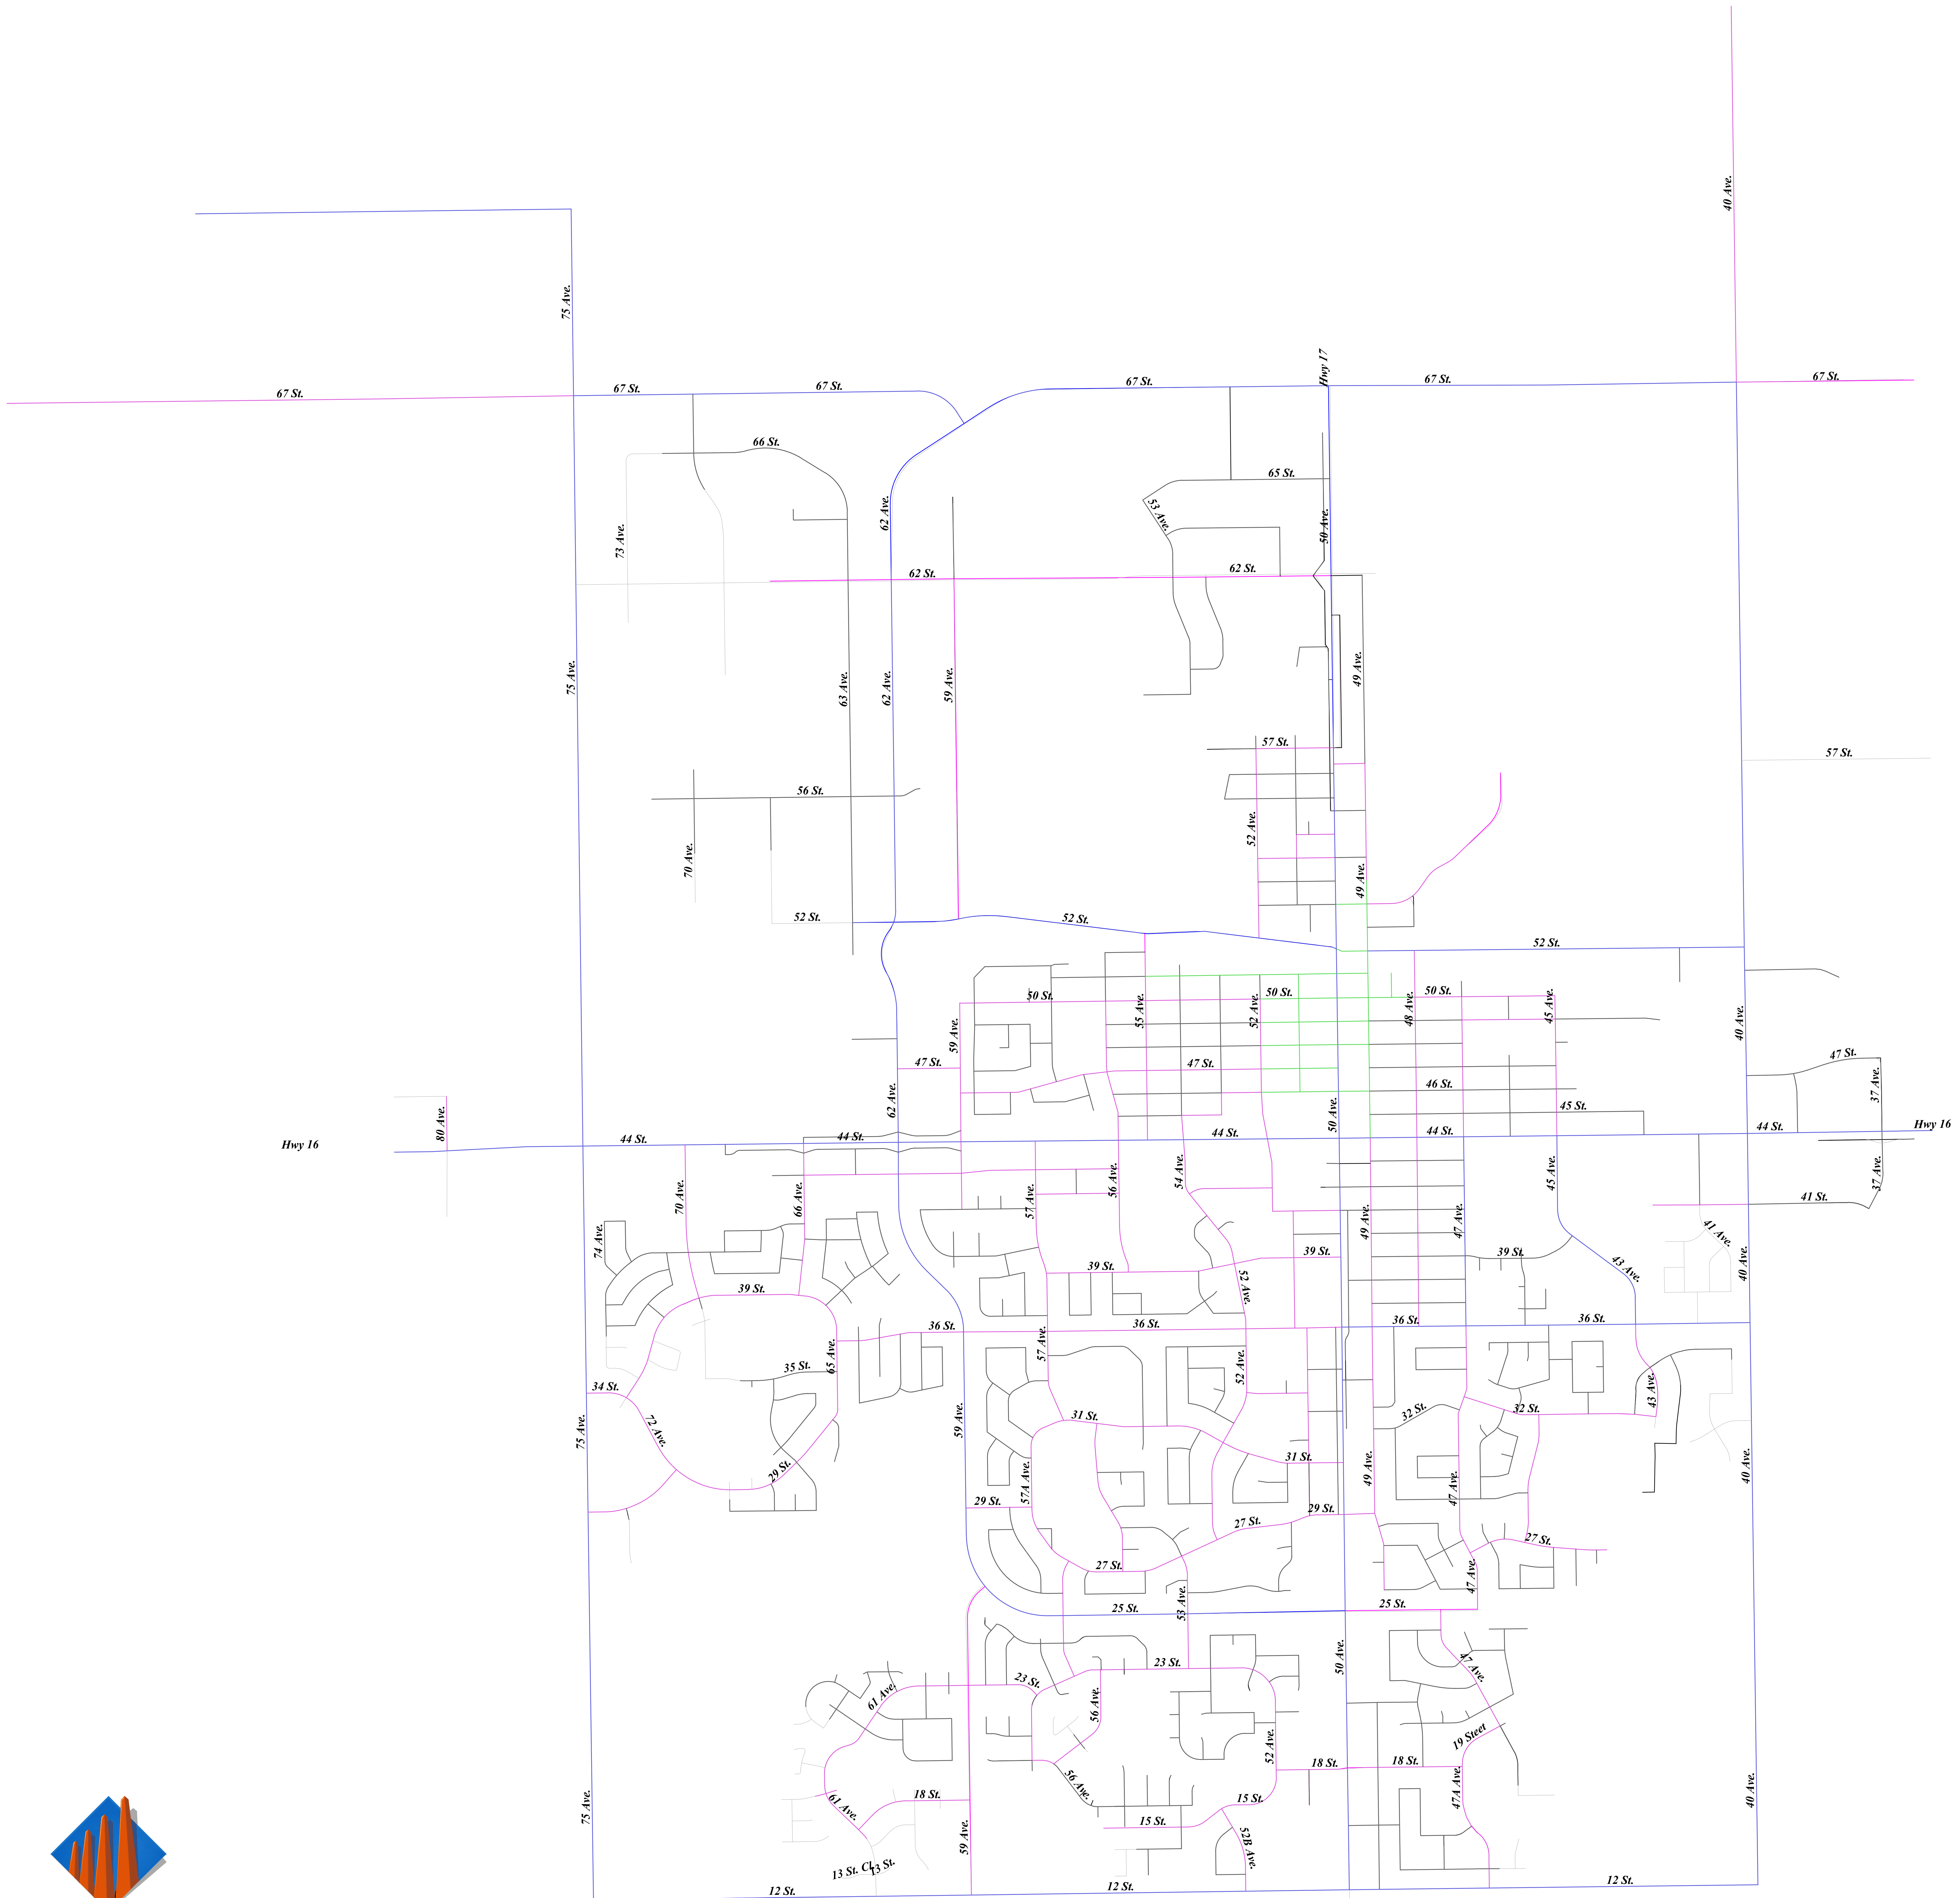 40 Ave.
75 Ave.
Hwy 17
67 St.
67 St.
67 St.
67 St.
67 St.
67 St.
66 St.
65 St.
53 Ave.
62 Ave.
50 Ave.
73 Ave.
62 St.
62 St.
75 Ave.
63 Ave.
62 Ave.
59 Ave.
49 Ave.
57 St.
57 St.
56 St.
70 Ave.
52 Ave.
49 Ave.
52 St.
52 St.
52 St.
50 St.
50 St.
50 St.
55 Ave.
52 Ave.
48 Ave.
45 Ave.
40 Ave.
59 Ave.
47 St.
47 St.
47 St.
46 St.
37 Ave.
62 Ave.
50 Ave.
45 St.
80 Ave.
Hwy 16
44 St.
44 St.
44 St.
44 St.
44 St.
Hwy 16
70 Ave.
66 Ave.
57 Ave.
56 Ave.
54 Ave.
45 Ave.
37 Ave.
41 St.
74 Ave.
49 Ave.
47 Ave.
41 Ave.
40 Ave.
39 St.
39 St.
39 St.
39 St.
52 Ave.
43 Ave.
36 St.
36 St.
36 St.
36 St.
65 Ave.
57 Ave.
52 Ave.
35 St.
34 St.
43 Ave.
72 Ave.
75 Ave.
59 Ave.
31 St.
32 St.
32 St.
31 St.
29 St.
57A Ave.
49 Ave.
47 Ave.
40 Ave.
29 St.
29 St.
27 St.
27 St.
27 St.
47 Ave.
53 Ave.
25 St.
25 St.
50 Ave.
23 St.
23 St.
47 Ave.
61 Ave.
56 Ave.
52 Ave.
19 Steet
18 St.
18 St.
56 Ave.
47A Ave.
18 St.
15 St.
15 St.
61 Ave.
75 Ave.
59 Ave.
52B Ave.
40 Ave.
13 St. Cl.
13 St.
12 St.
12 St.
12 St.